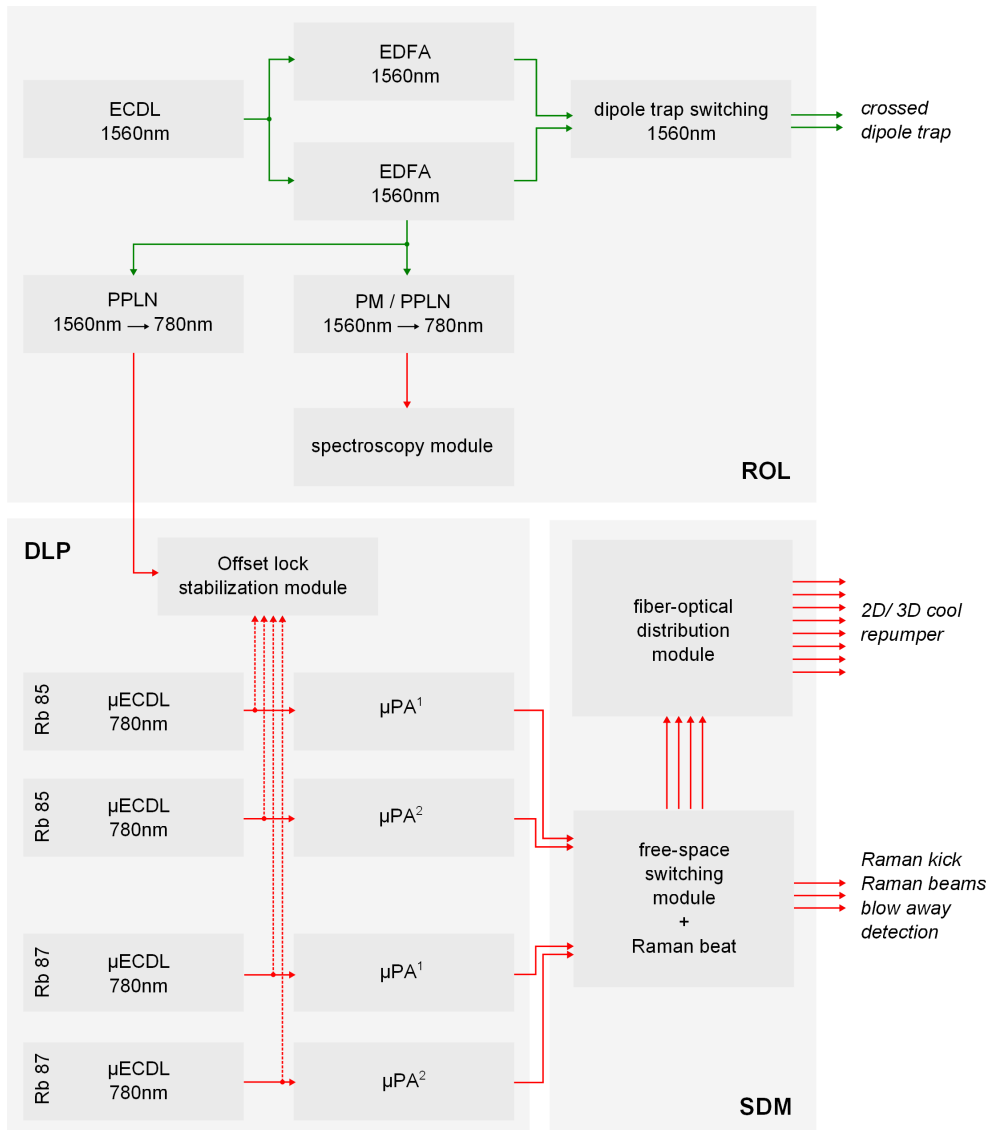 EDFA
1560nm
ECDL
1560nm
dipole trap switching
1560nm
crossed
dipole trap
EDFA
1560nm
PPLN
1560nm → 780nm
PM / PPLN
1560nm → 780nm
spectroscopy module
ROL
DLP
Offset lock
stabilization module
fiber-optical
distribution
module
2D/ 3D cool
repumper
Rb 85
µECDL
780nm
µPA¹
Rb 85
µECDL
780nm
µPA²
free-space
switching
module
+
Raman beat
Raman kick
Raman beams
blow away
detection
Rb 87
µECDL
780nm
µPA¹
Rb 87
µECDL
780nm
µPA²
SDM